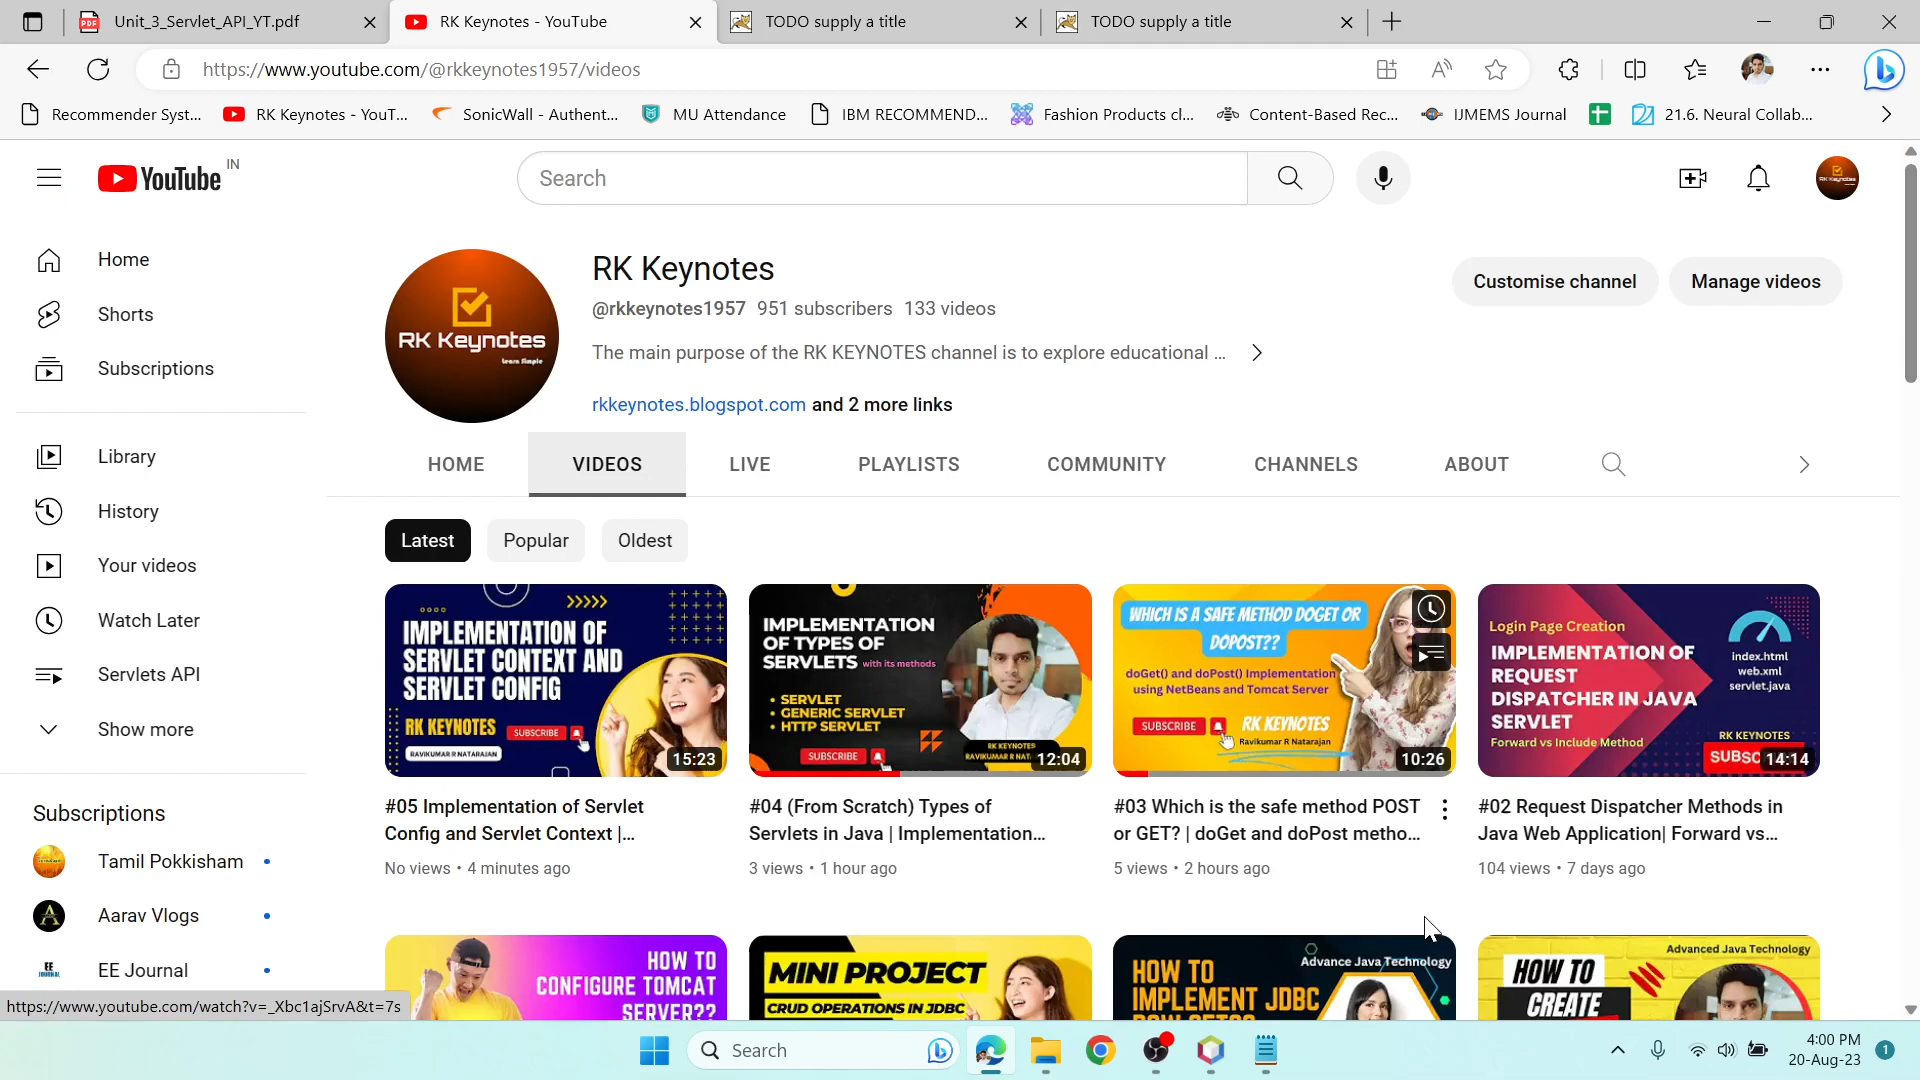 Unit_3_Servlet_API_YT.pdf
RK Keynotes - YouTube
TODO supply a title
TODO supply a title
https://www.youtube.com/@rkkeynotes1957/videos
Recommender Syst...
RK Keynotes - YouT...
SonicWall - Authent...
MU Attendance
IBM RECOMMEND...
Fashion Products cl...
Content-Based Rec...
IJMEMS Journal
21.6. Neural Collab...
YouTube IN
Search
Home
Shorts
Subscriptions
Library
History
Your videos
Watch Later
Servlets API
Show more
Subscriptions
Tamil Pokkisham
Aarav Vlogs
EE Journal
RK Keynotes
Learn Simple
RK Keynotes
@rkkeynotes1957 951 subscribers 133 videos
The main purpose of the RK KEYNOTES channel is to explore educational ...
rkkeynotes.blogspot.com and 2 more links
Customise channel
Manage videos
HOME
VIDEOS
LIVE
PLAYLISTS
COMMUNITY
CHANNELS
ABOUT
Latest
Popular
Oldest
IMPLEMENTATION OF
SERVLET CONTEXT AND
SERVLET CONFIG
RK KEYNOTES
SUBSCRIBE
RAVIKUMAR R NATARAJAN
15:23
#05 Implementation of Servlet
Config and Servlet Context |...
No views • 4 minutes ago
IMPLEMENTATION
OF TYPES OF
SERVLETS with its methods
• SERVLET
• GENERIC SERVLET
• HTTP SERVLET
SUBSCRIBE
RK KEYNOTES
RAVIKUMAR R NATA
12:04
#04 (From Scratch) Types of
Servlets in Java | Implementation...
3 views • 1 hour ago
WHICH IS A SAFE METHOD DOGET OR
DOPOST??
doGet() and doPost() Implementation
using NetBeans and Tomcat Server
SUBSCRIBE
RK KEYNOTES
Ravikumar R Natarajan
10:26
#03 Which is the safe method POST
or GET? | doGet and doPost metho...
5 views • 2 hours ago
Login Page Creation
IMPLEMENTATION OF
REQUEST
DISPATCHER IN JAVA
SERVLET
Forward vs Include Method
index.html
web.xml
servlet.java
RK KEYNOTES
SUBSC
14:14
#02 Request Dispatcher Methods in
Java Web Application| Forward vs...
104 views • 7 days ago
HOW TO
CONFIGURE TOMCAT
SERVER??
MINI PROJECT
CRUD OPERATIONS IN JDBC
Advance Java Technology
HOW TO
IMPLEMENT JDBC
Advanced Java Technology
HOW TO
CREATE
https://www.youtube.com/watch?v=_Xbc1ajSrvA&t=7s
Search
4:00 PM
20-Aug-23
1